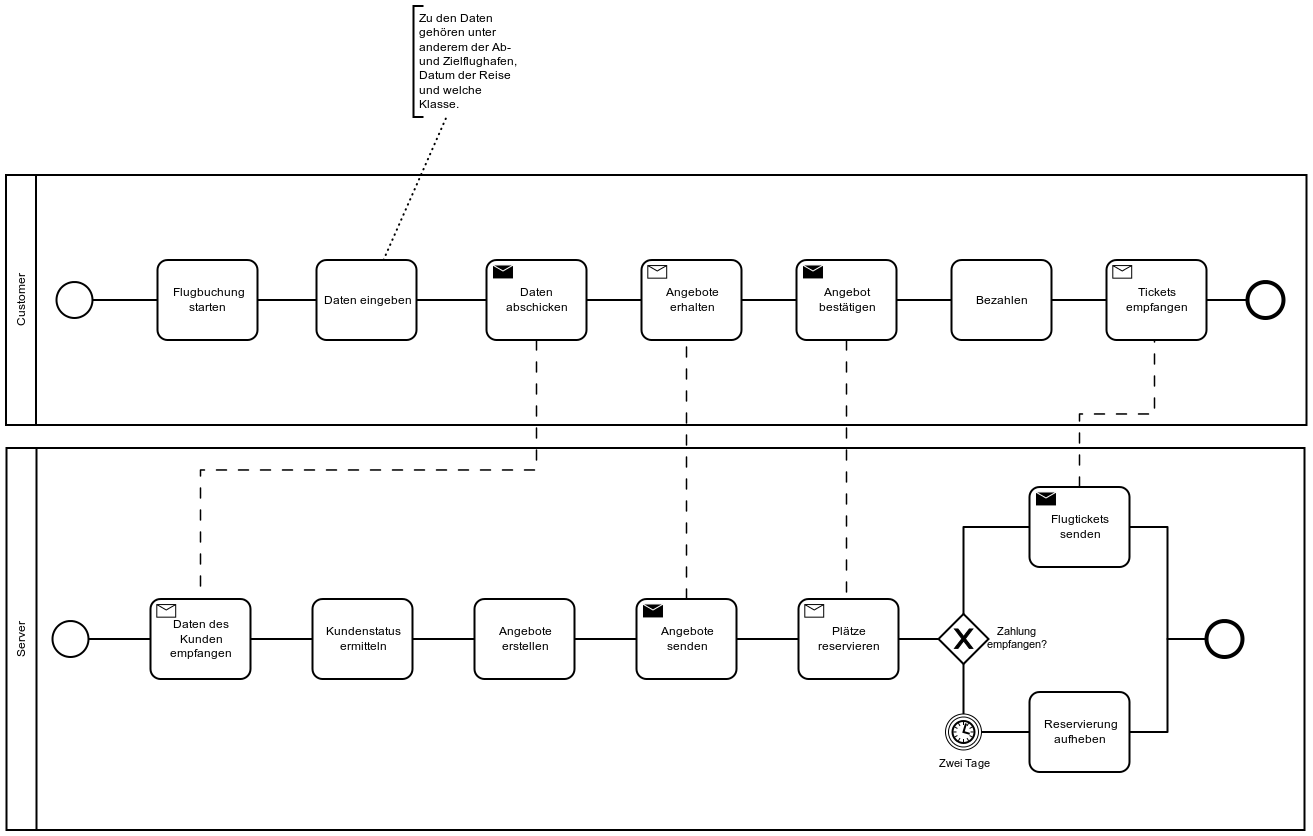 Zu den Daten
gehören unter
anderem der Ab-
und Zielflughafen,
Datum der Reise
und welche
Klasse.
Customer
Flugbuchung
starten
Daten eingeben
Daten
abschicken
Angebote
erhalten
Angebot
bestätigen
Bezahlen
Tickets
empfangen
Server
Daten des
Kunden
empfangen
Kundenstatus
ermitteln
Angebote
erstellen
Angebote
senden
Plätze
reservieren
Zahlung
empfangen?
Flugtickets
senden
Zwei Tage
Reservierung
aufheben